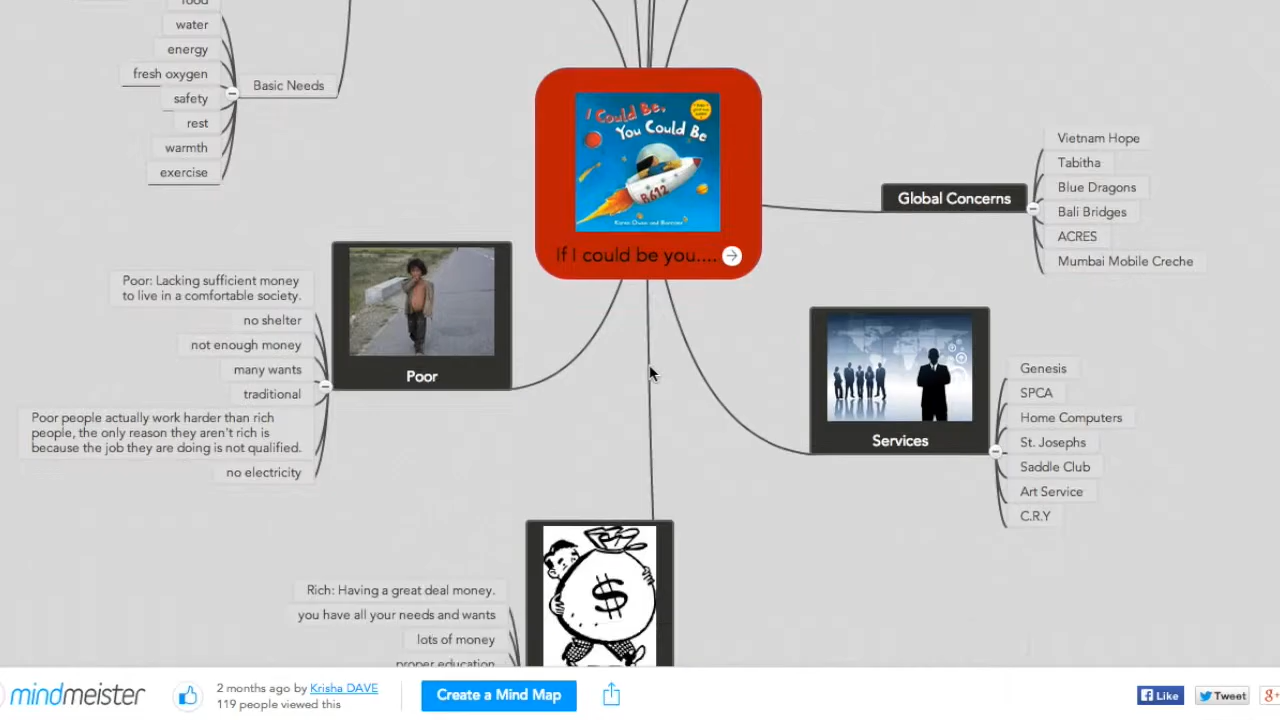 food
water
energy
fresh oxygen
safety
rest
warmth
exercise
Basic Needs
I Could Be,
You Could Be
B612
If I could be you....
Global Concerns
Vietnam Hope
Tabitha
Blue Dragons
Bali Bridges
ACRES
Mumbai Mobile Creche
Poor: Lacking sufficient money
to live in a comfortable society.
no shelter
not enough money
many wants
traditional
Poor people actually work harder than rich
people, the only reason they aren't rich is
because the job they are doing is not qualified.
no electricity
Poor
Services
Genesis
SPCA
Home Computers
St. Josephs
Saddle Club
Art Service
C.R.Y
$
Rich: Having a great deal money.
you have all your needs and wants
lots of money
proper education
mindmeister
2 months ago by Krisha DAVE
119 people viewed this
Create a Mind Map
Like
Tweet